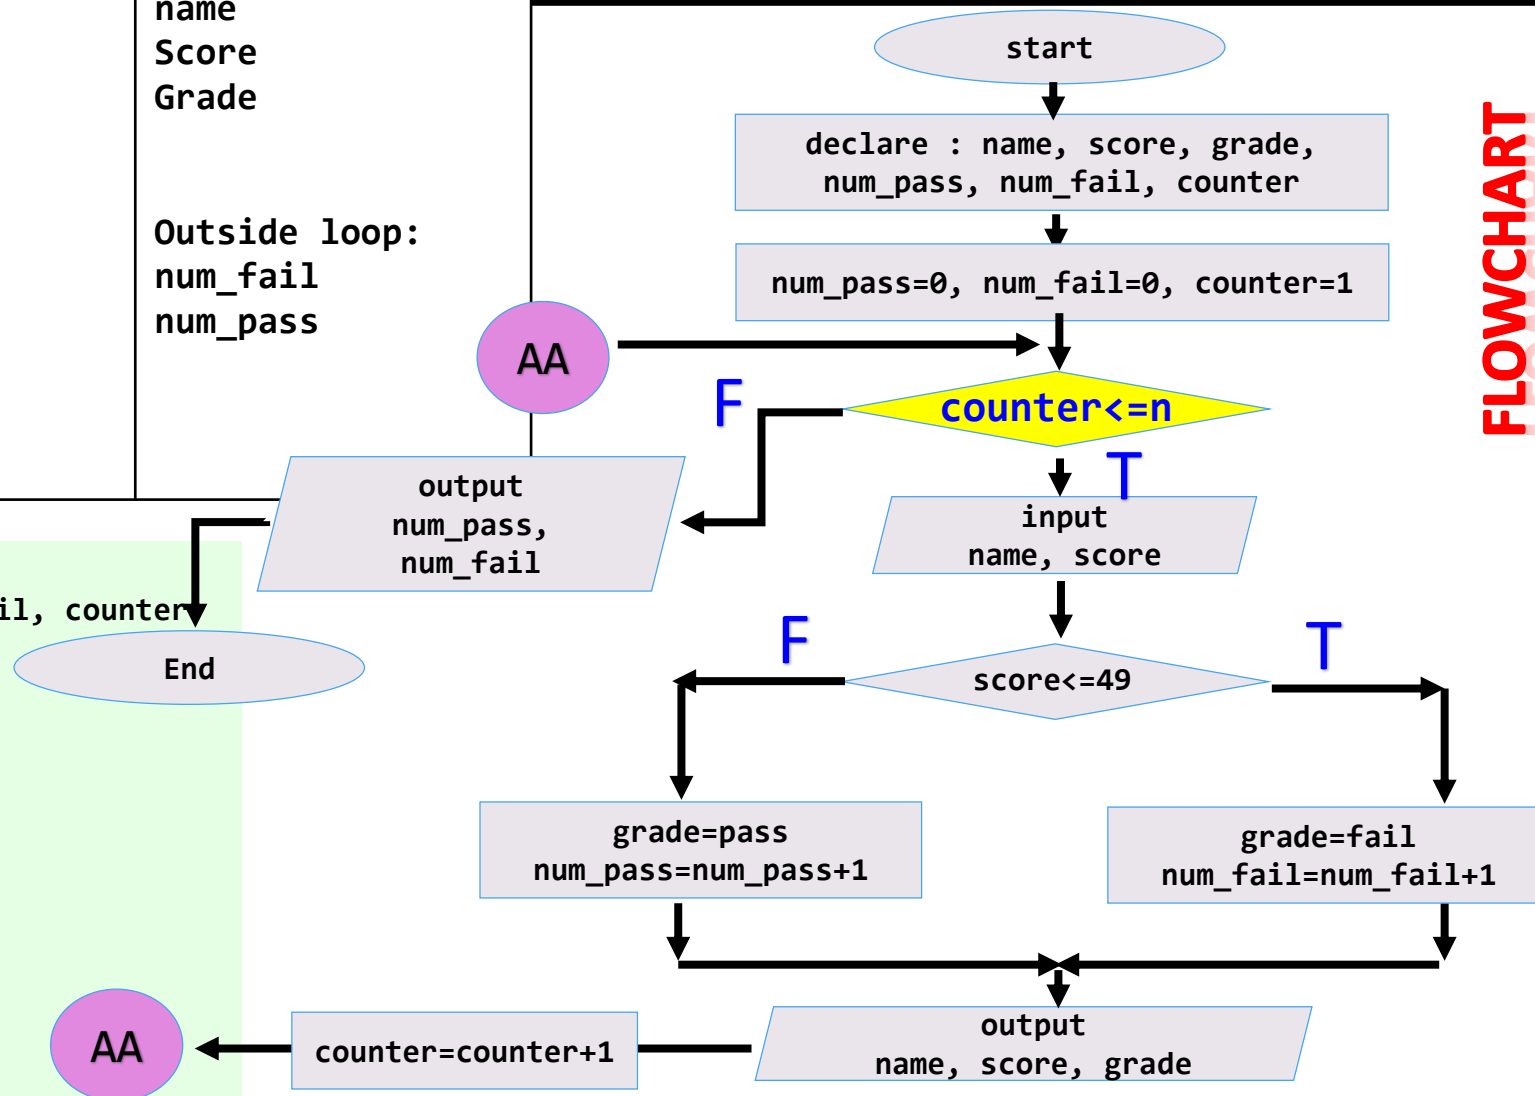 name
Score
Grade
Outside loop:
num_fail
num_pass
FLOWCHART
start
declare : name, score, grade,
num_pass, num_fail, counter
num_pass=0, num_fail=0, counter=1
AA
F
counter<=n
T
output
num_pass,
num_fail
input
name, score
il, counter
End
F
score<=49
T
grade=pass
num_pass=num_pass+1
grade=fail
num_fail=num_fail+1
output
name, score, grade
counter=counter+1
AA